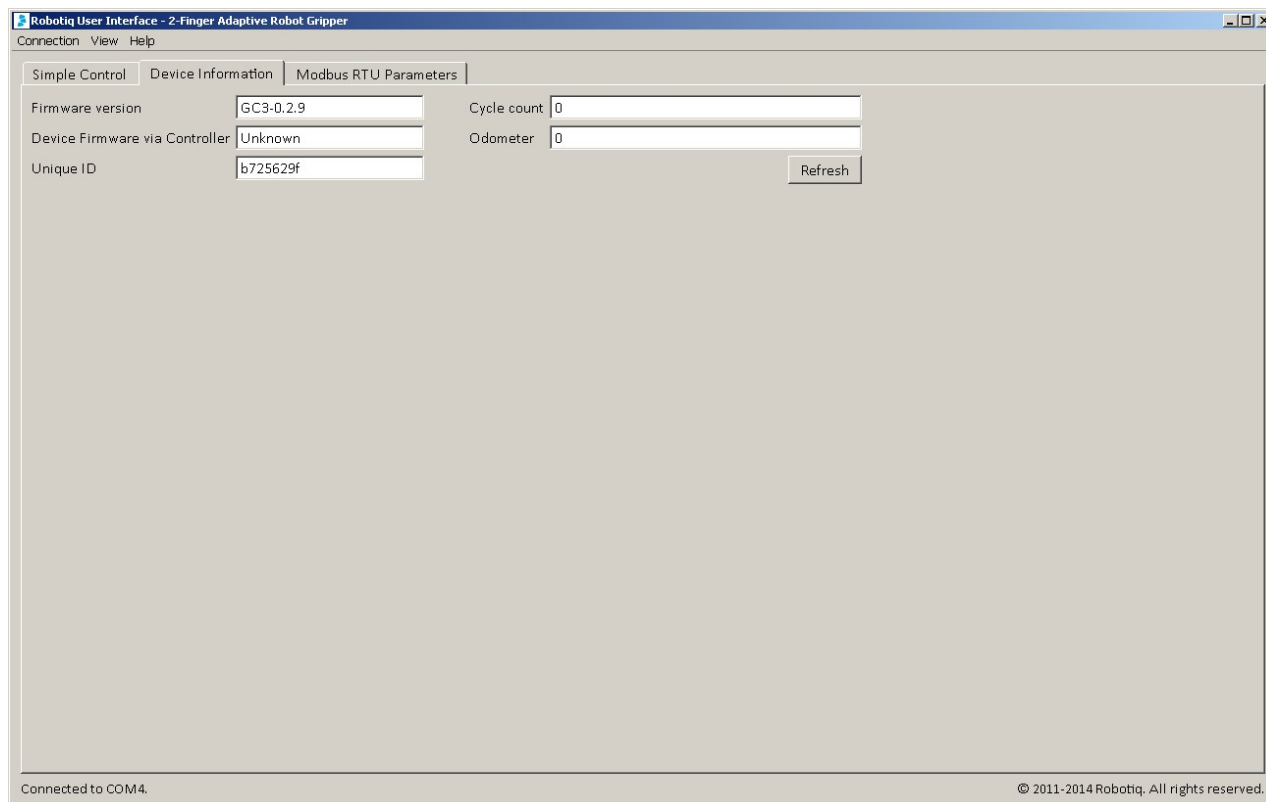 Robotiq User Interface - 2-Finger Adaptive Robot Gripper
Connection View Help
Simple Control Device Information Modbus RTU Parameters
Firmware version GC3-0.2.9 Cycle count 0
Device Firmware via Controller Unknown Odometer 0
Unique ID b725629f Refresh
Connected to COM4. © 2011-2014 Robotiq. All rights reserved.